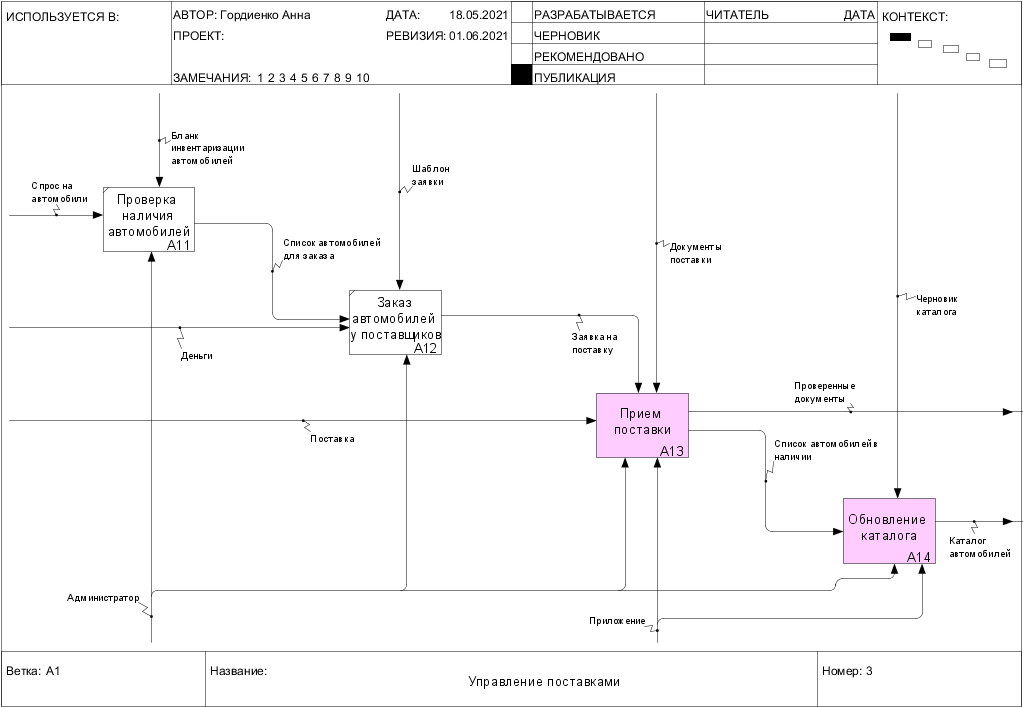 ИСПОЛЬЗУЕТСЯ В:
АВТОР: Гордиенко Анна
ДАТА: 18.05.2021
ПРОЕКТ:
РЕВИЗИЯ: 01.06.2021
ЗАМЕЧАНИЯ: 1 2 3 4 5 6 7 8 9 10
РАЗРАБАТЫВАЕТСЯ
ЧЕРНОВИК
РЕКОМЕНДОВАНО
ПУБЛИКАЦИЯ
ЧИТАТЕЛЬ
ДАТА
КОНТЕКСТ:
Бланк
инвентаризации
автомобилей
Шаблон
заявки
Спрос на
автомобили
Проверка
наличия
автомобилей
A11
Список автомобилей
для заказа
Документы
поставки
Черновик
каталога
Заказ
автомобилей
у поставщиков
A12
Деньги
Заявка на
поставку
Проверенные
документы
Прием
поставки
A13
Поставка
Список автомобилей в
наличии
Обновление
каталога
A14
Каталог
автомобилей
Администратор
Приложение
Ветка: A1
Название:
Управление поставками
Номер: 3